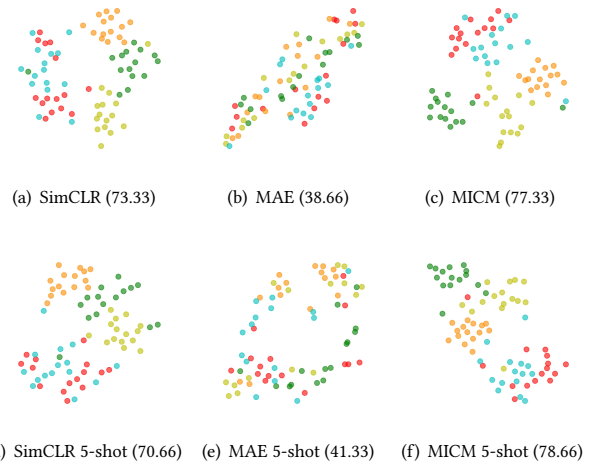 (a) SimCLR (73.33) (b) MAE (38.66) (c) MICM (77.33)
) SimCLR 5-shot (70.66) (e) MAE 5-shot (41.33) (f) MICM 5-shot (78.66)